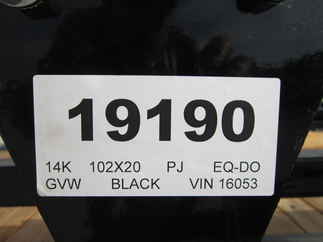 19190
14K 102X20 PJ EQ-DO
GVW BLACK VIN 16053